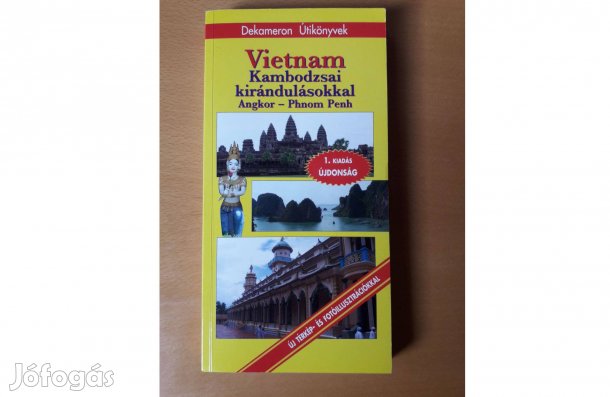 Dekameron Útikönyvek
Vietnam
Kambodzsai
kirándulásokkal
Angkor – Phnom Penh
1. KIADÁS
ÚJDONSÁG
ÚJ TÉRKÉP- ÉS FOTÓILLUSZTRÁCIÓKKAL
Jófogás